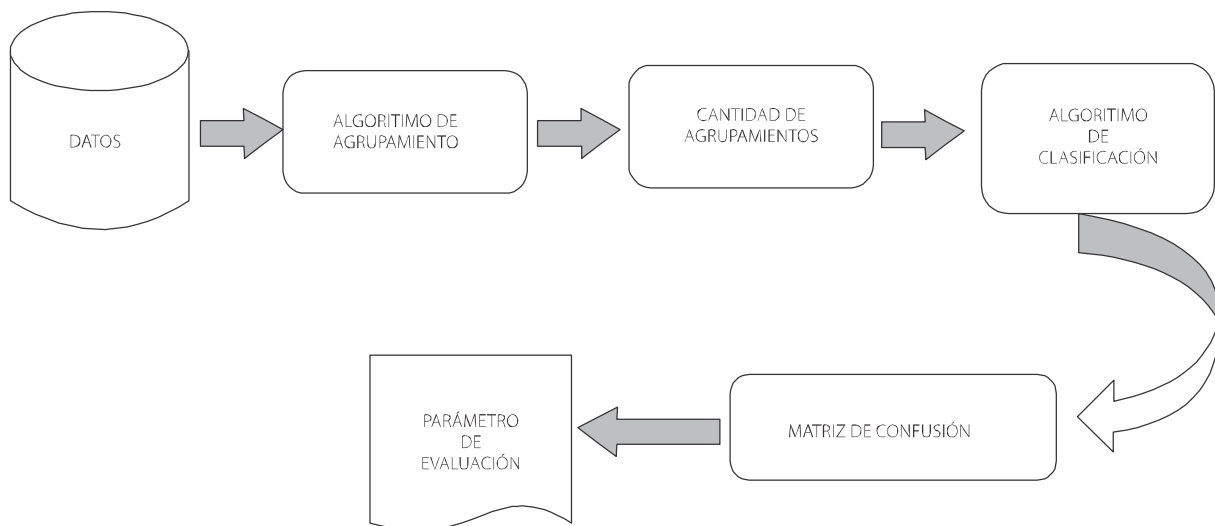 DATOS
ALGORITIMO DE
AGRUPAMIENTO
CANTIDAD DE
AGRUPAMIENTOS
ALGORITIMO
DE
CLASIFICACIÓN
MATRIZ DE CONFUSIÓN
PARÁMETRO
DE
EVALUACIÓN